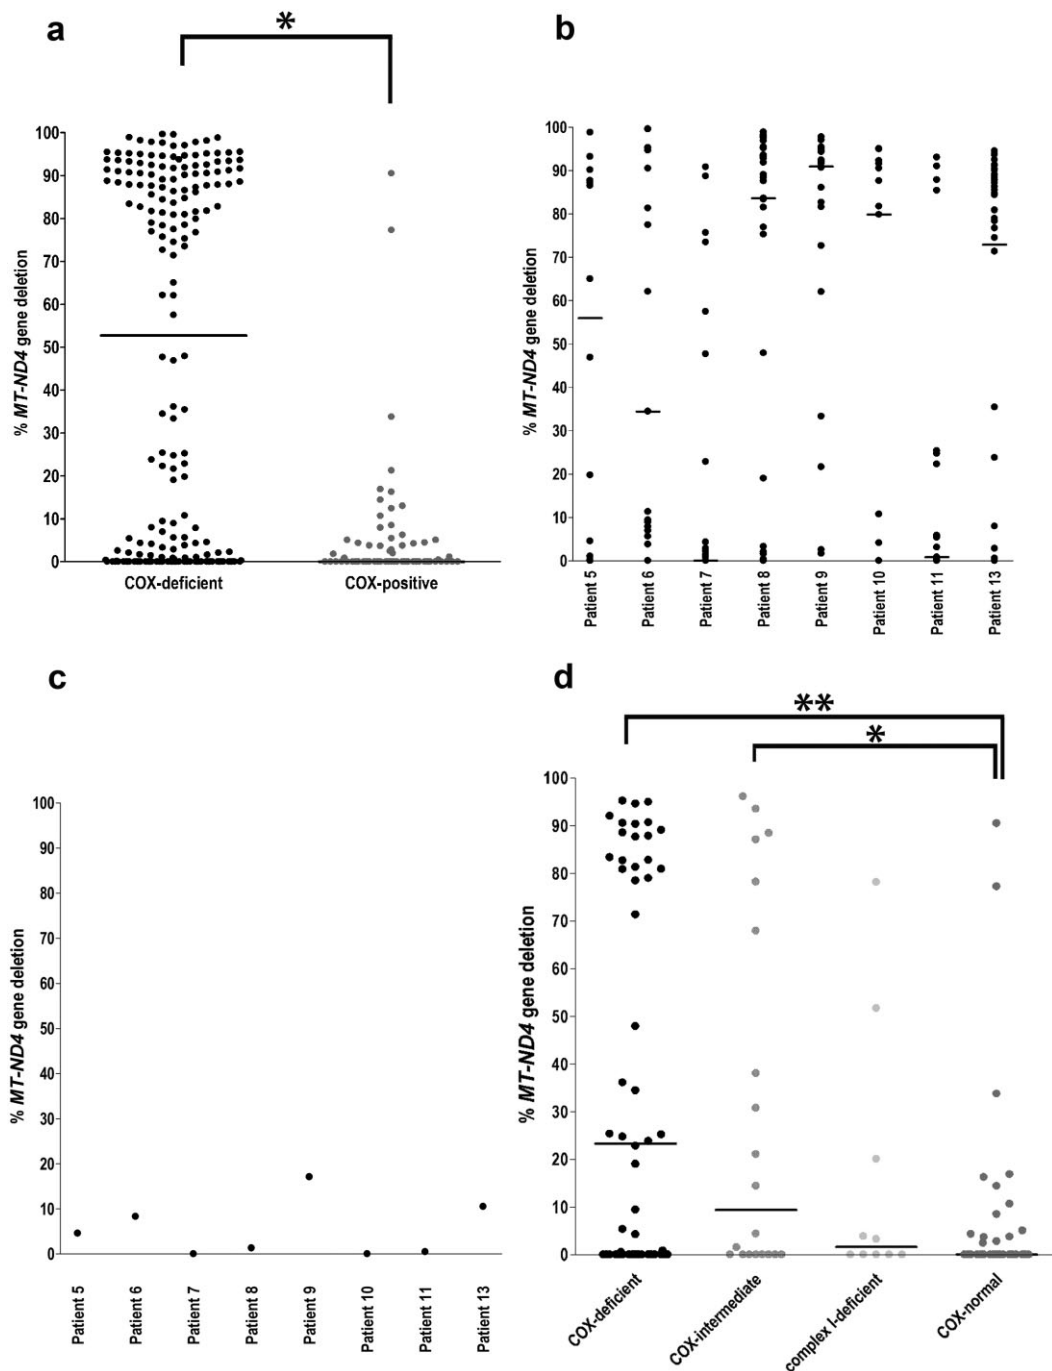 a
*
% MT-ND4 gene deletion
100
90
80
70
60
50
40
30
20
10
0
COX-deficient
COX-positive
b
% MT-ND4 gene deletion
100
90
80
70
60
50
40
30
20
10
0
Patient 5
Patient 6
Patient 7
Patient 8
Patient 9
Patient 10
Patient 11
Patient 13
c
% MT-ND4 gene deletion
100
90
80
70
60
50
40
30
20
10
0
Patient 5
Patient 6
Patient 7
Patient 8
Patient 9
Patient 10
Patient 11
Patient 13
d
**
*
% MT-ND4 gene deletion
100
90
80
70
60
50
40
30
20
10
0
COX-deficient
COX-intermediate
complex I-deficient
COX-normal